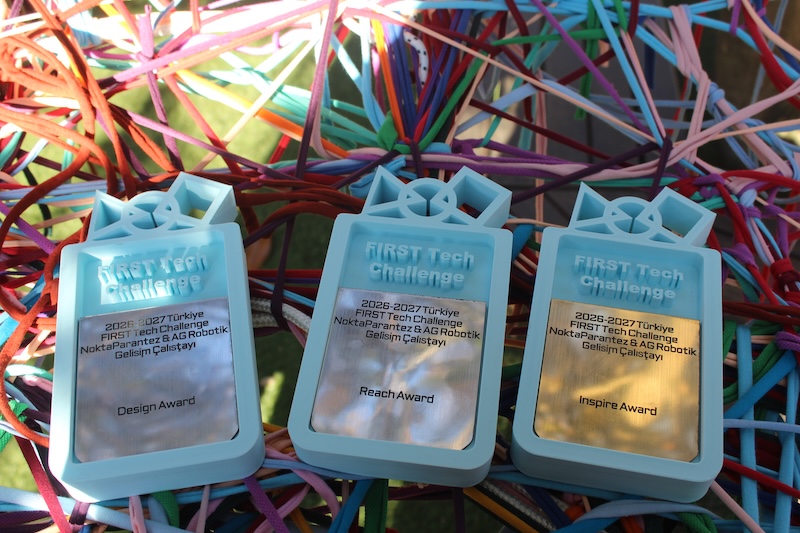 FIRST Tech
Challenge
2026-2027 Türkiye
FIRST Tech Challenge
NoktaParantez & AG Robotik
Gelişim Çalıştayı
Design Award
FIRST Tech
Challenge
2026-2027 Türkiye
FIRST Tech Challenge
NoktaParantez & AG Robotik
Gelişim Çalıştayı
Reach Award
FIRST Tech
Challenge
2026-2027 Türkiye
FIRST Tech Challenge
NoktaParantez & AG Robotik
Gelişim Çalıştayı
Inspire Award